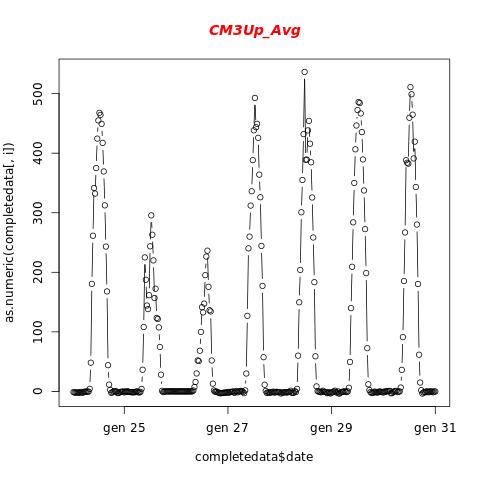 CM3Up_Avg
as.numeric(completedata[, i])
500
400
300
200
100
0
gen 25
gen 27
gen 29
gen 31
completedata$date